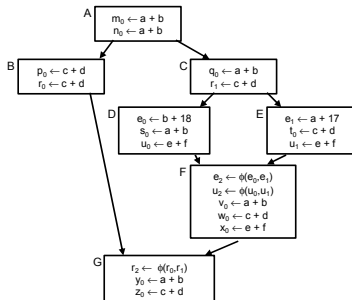 A
m₀ ← a + b
n₀ ← a + b
B
p₀ ← c + d
r₀ ← c + d
C
q₀ ← a + b
r₁ ← c + d
D
e₀ ← b + 18
s₀ ← a + b
u₀ ← e + f
E
e₁ ← a + 17
t₀ ← c + d
u₁ ← e + f
F
e₂ ← ϕ(e₀,e₁)
u₂ ← ϕ(u₀,u₁)
v₀ ← a + b
w₀ ← c + d
x₀ ← e + f
G
r₂ ← ϕ(r₀,r₁)
y₀ ← a + b
z₀ ← c + d